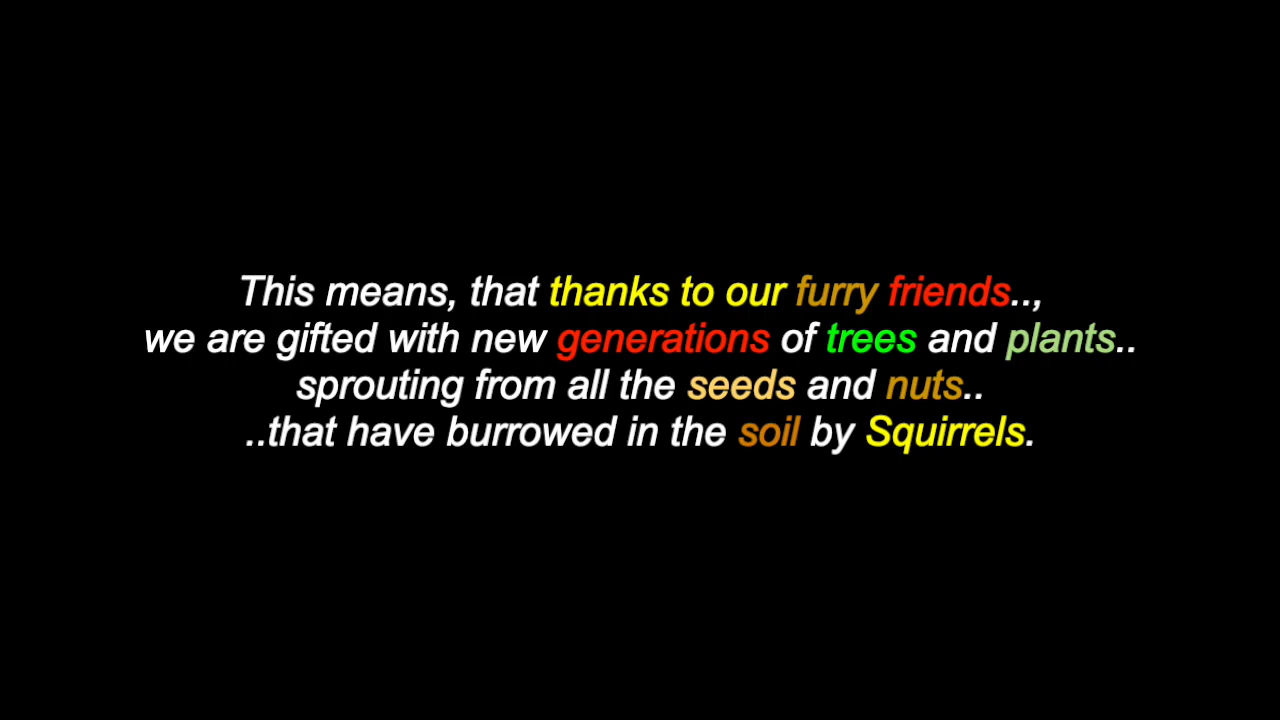 This means, that thanks to our furry friends..,
we are gifted with new generations of trees and plants..
sprouting from all the seeds and nuts..
..that have burrowed in the soil by Squirrels.